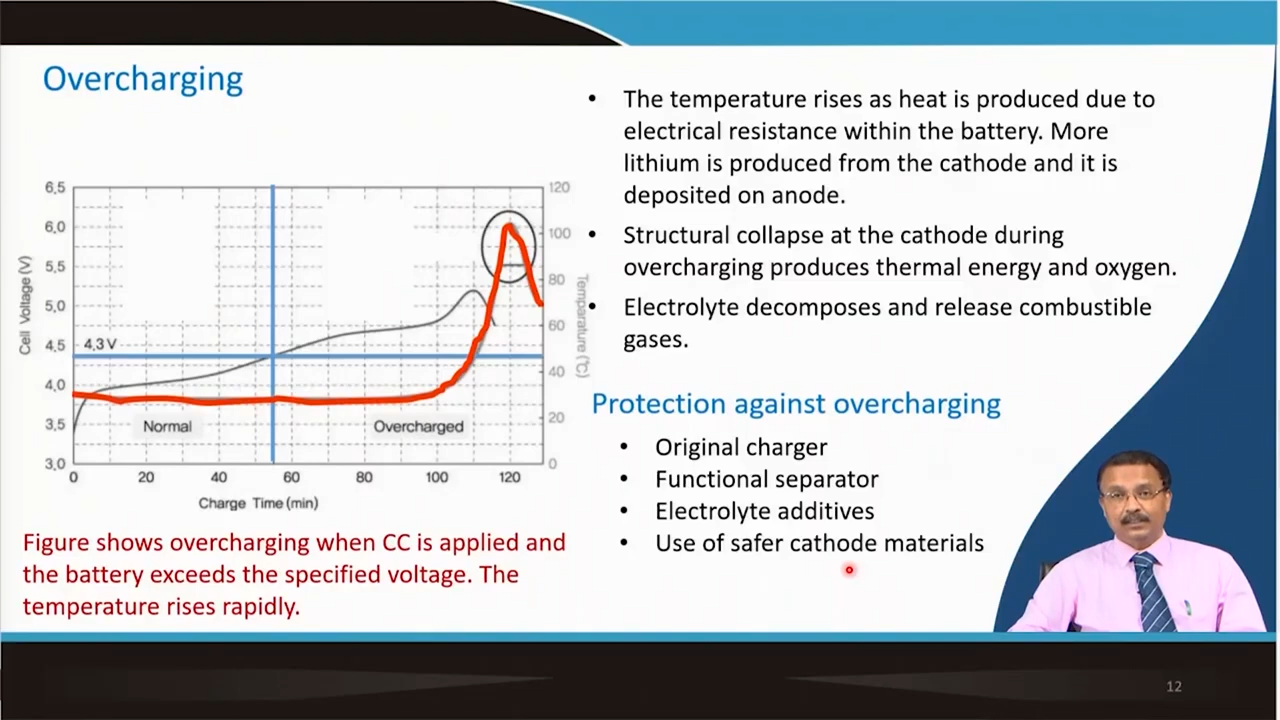 Overcharging
6,5
6,0
5,5
5,0
4,5
4,0
3,5
3,0
Cell Voltage (V)
4,3 V
Normal
Overcharged
0
20
40
60
80
100
120
Charge Time (min)
120
100
80
60
40
20
0
Temparature (℃)
Figure shows overcharging when CC is applied and
the battery exceeds the specified voltage. The
temperature rises rapidly.
• The temperature rises as heat is produced due to
electrical resistance within the battery. More
lithium is produced from the cathode and it is
deposited on anode.
• Structural collapse at the cathode during
overcharging produces thermal energy and oxygen.
• Electrolyte decomposes and release combustible
gases.
Protection against overcharging
• Original charger
• Functional separator
• Electrolyte additives
• Use of safer cathode materials
12